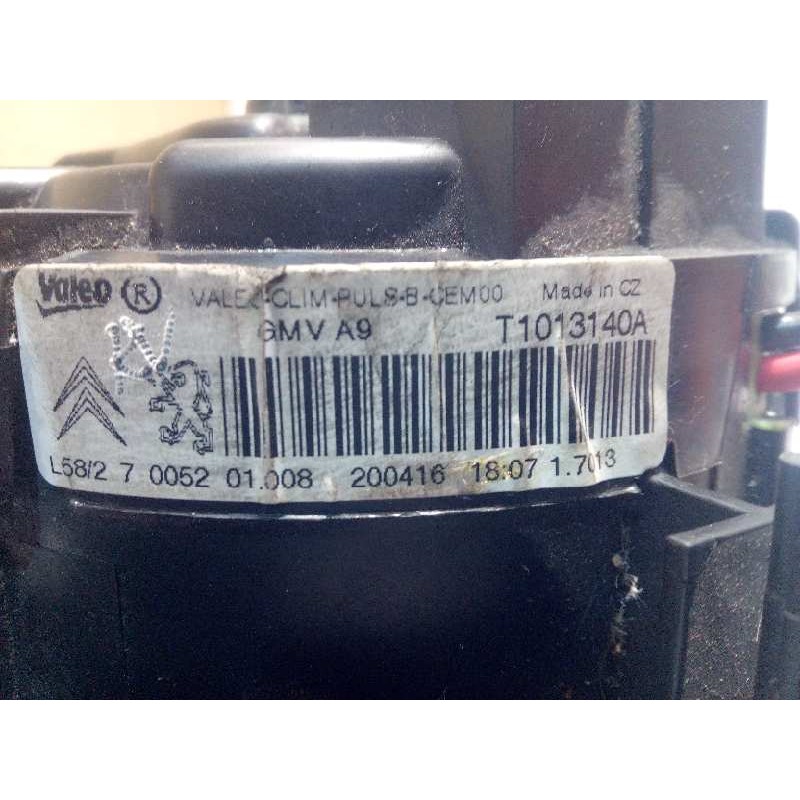 Valeo ® VALEO-CLIM-PULS-B-CEM00 Made in CZ
GMV A9 T1013140A
L58/2 7 0052 01.008 200416 18:07 1.7013